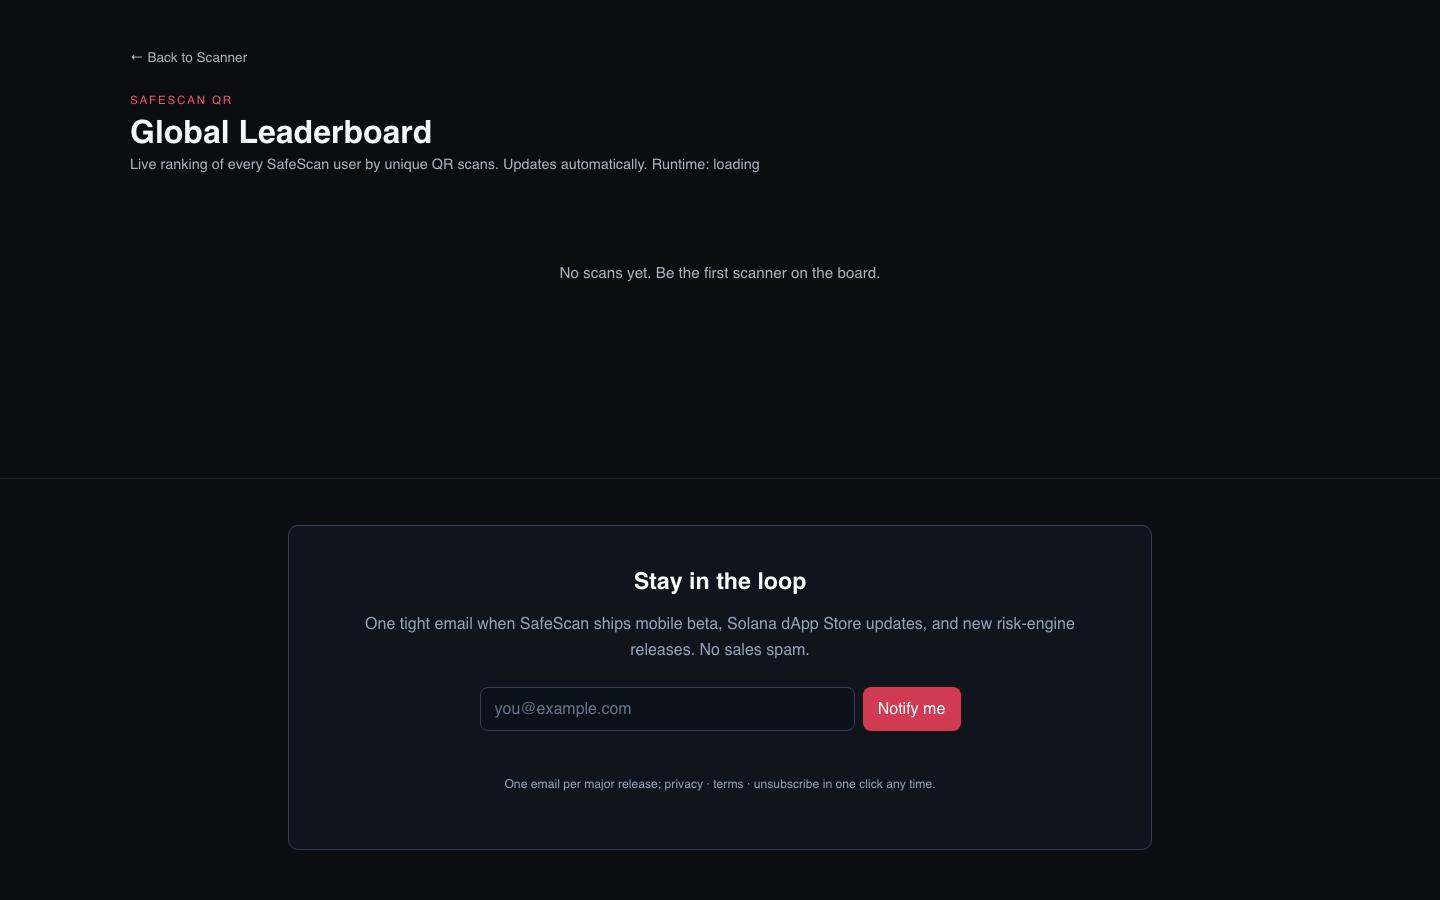 ← Back to Scanner
SAFESCAN QR
Global Leaderboard
Live ranking of every SafeScan user by unique QR scans. Updates automatically. Runtime: loading
No scans yet. Be the first scanner on the board.
Stay in the loop
One tight email when SafeScan ships mobile beta, Solana dApp Store updates, and new risk-engine
releases. No sales spam.
you@example.com
Notify me
One email per major release; privacy · terms · unsubscribe in one click any time.